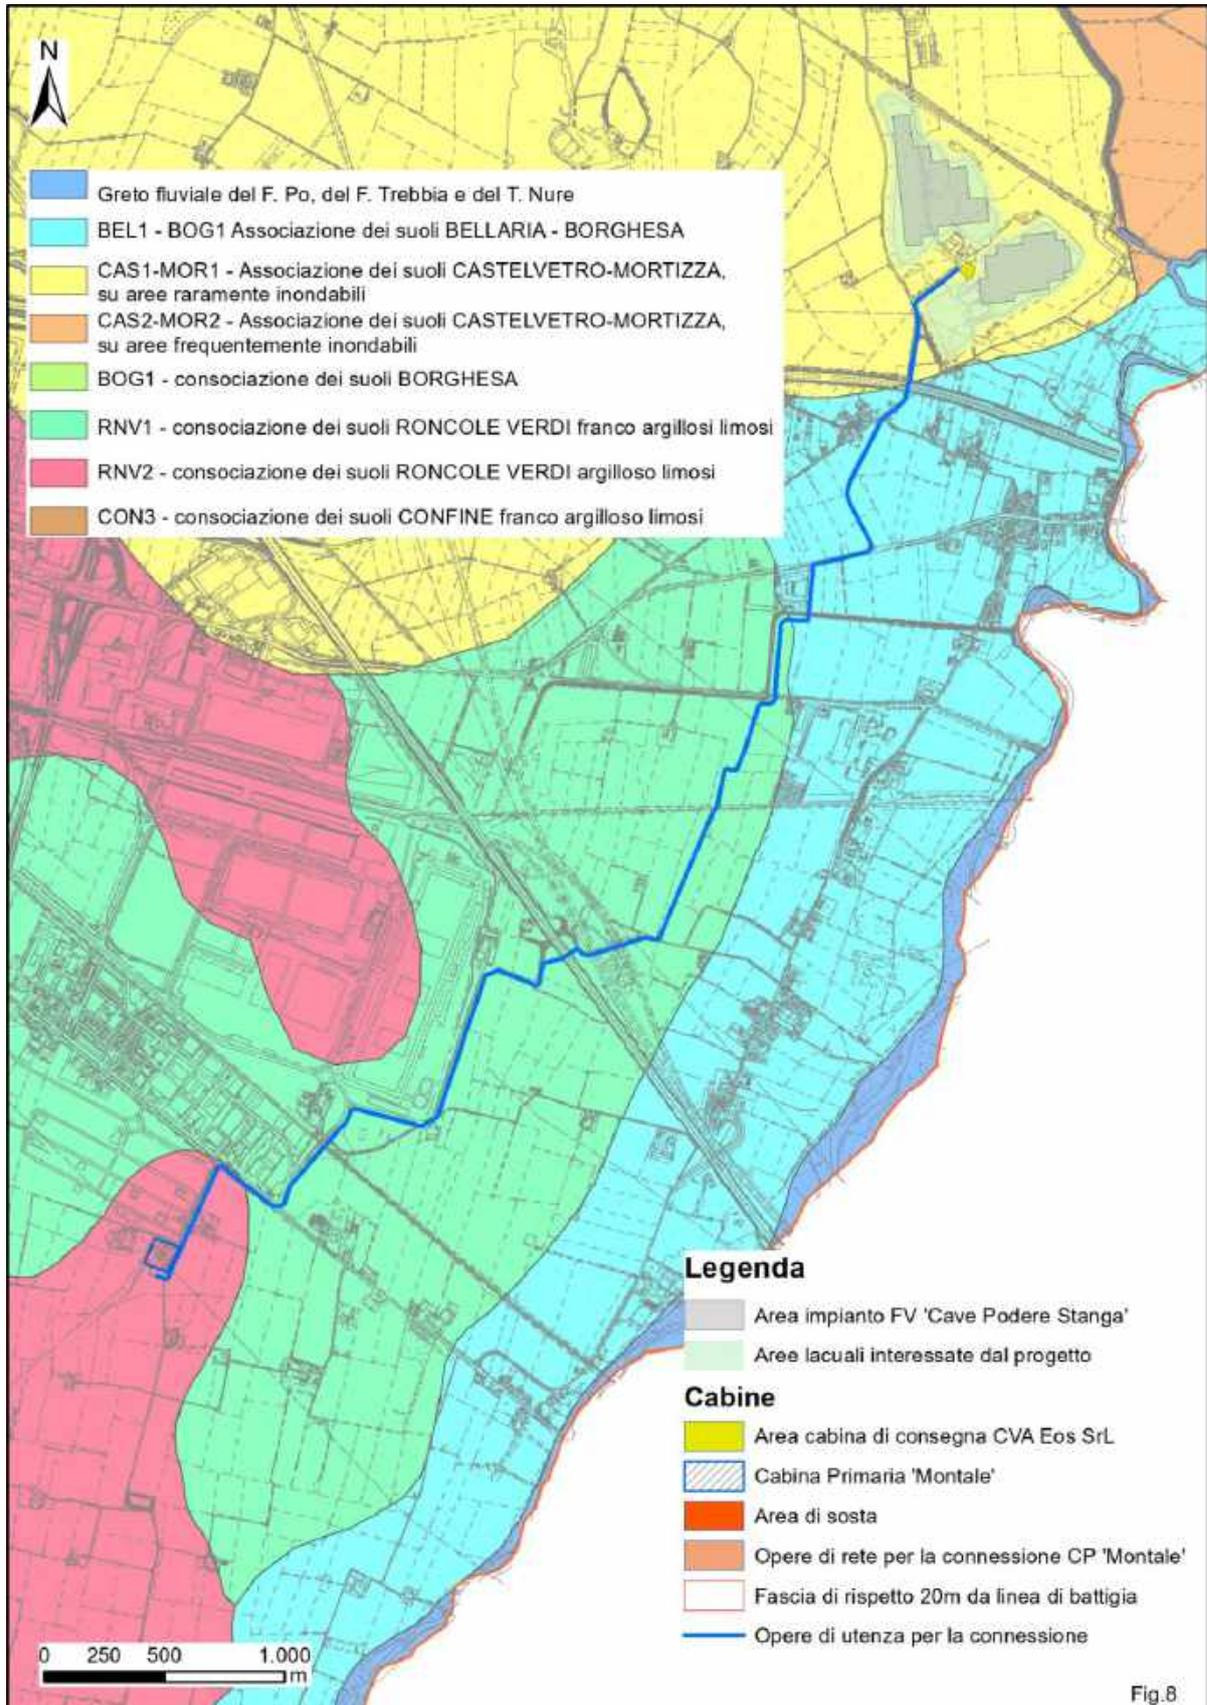 N
Greto fluviale del F. Po, del F. Trebbia e del T. Nure
BEL1 - BOG1 Associazione dei suoli BELLARIA - BORGHESA
CAS1-MOR1 - Associazione dei suoli CASTELVETRO-MORTIZZA,
su aree raramente inondabili
CAS2-MOR2 - Associazione dei suoli CASTELVETRO-MORTIZZA,
su aree frequentemente inondabili
BOG1 - consociazione dei suoli BORGHESA
RNV1 - consociazione dei suoli RONCOLE VERDI franco argillosi limosi
RNV2 - consociazione dei suoli RONCOLE VERDI argilloso limosi
CON3 - consociazione dei suoli CONFINE franco argilloso limosi
Legenda
Area impianto FV 'Cave Podere Stanga'
Aree lacuali interessate dal progetto
Cabine
Area cabina di consegna CVA Eos SrL
Cabina Primaria 'Montale'
Area di sosta
Opere di rete per la connessione CP 'Montale'
Fascia di rispetto 20m da linea di battigia
Opere di utenza per la connessione
0 250 500 1.000
m
Fig.8